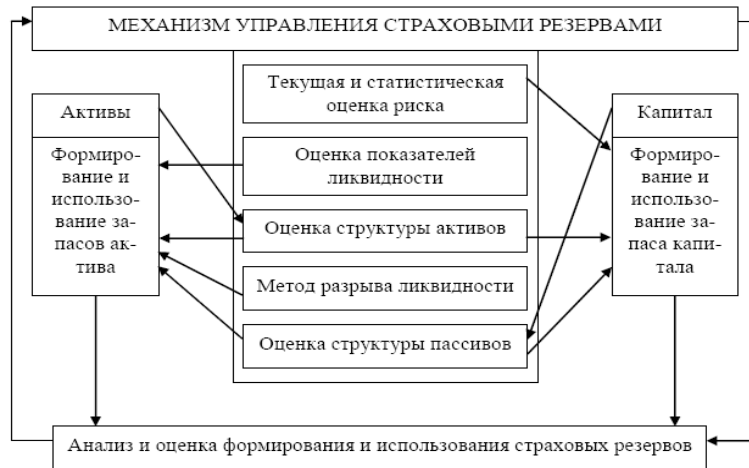 МЕХАНИЗМ УПРАВЛЕНИЯ СТРАХОВЫМИ РЕЗЕРВАМИ
Активы
Формиро-
вание и
использо-
вание за-
пасов ак-
тива
Текущая и статистическая
оценка риска
Оценка показателей
ликвидности
Оценка структуры активов
Метод разрыва ликвидности
Оценка структуры пассивов
Капитал
Формиро-
вание и
использо-
вание за-
паса капи-
тала
Анализ и оценка формирования и использования страховых резервов